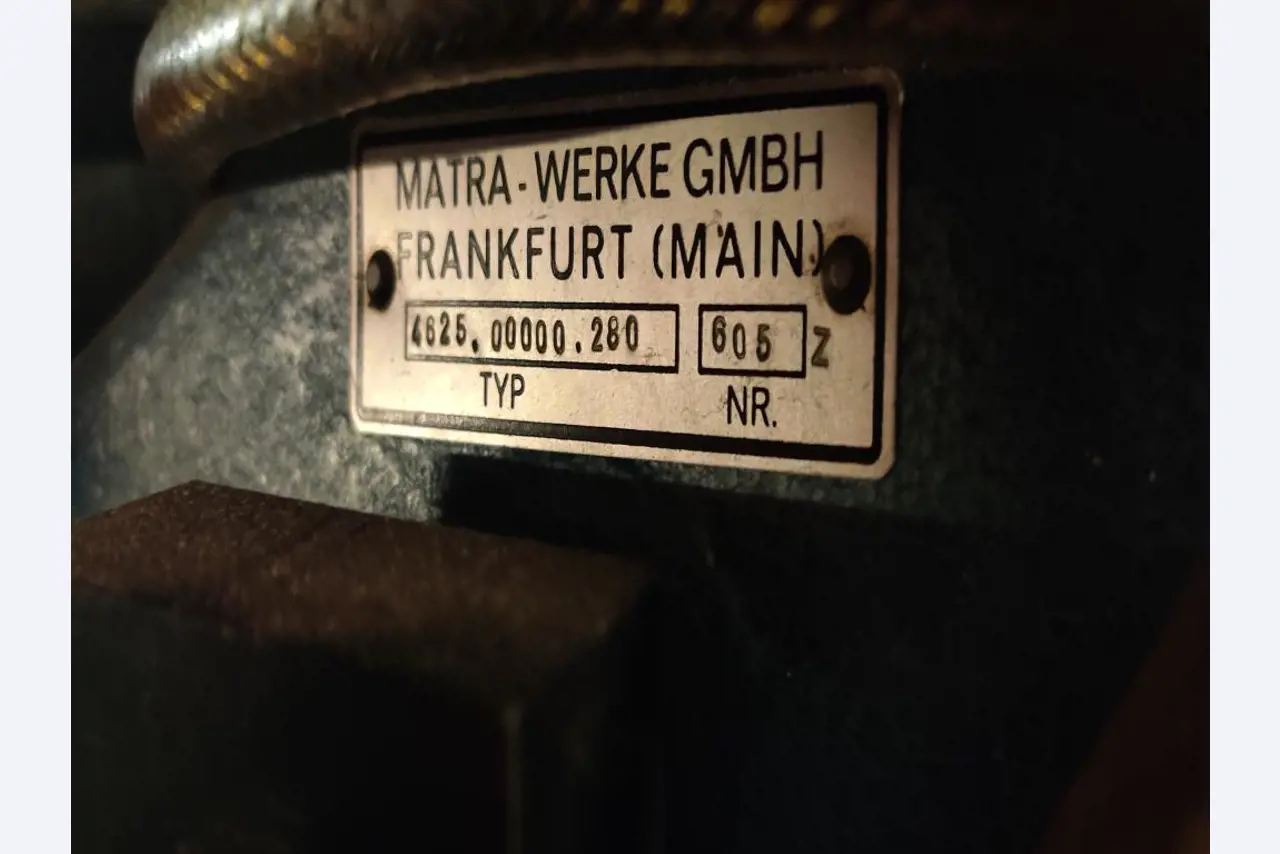 MATRA-WERKE GMBH
FRANKFURT (MAIN)
4625.00000.280 605 Z
TYP NR.